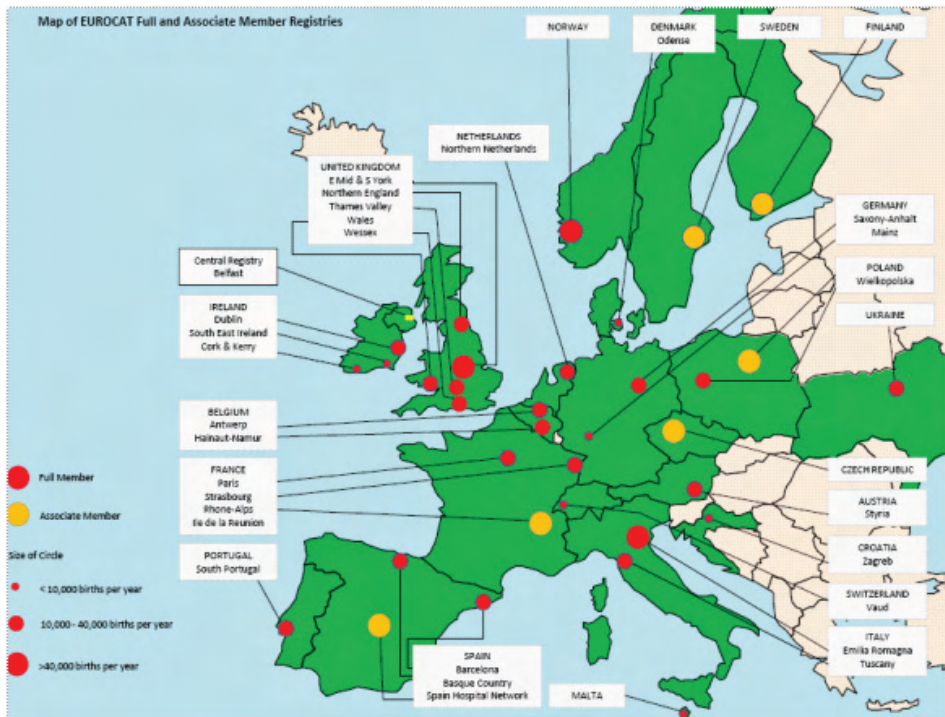 Map of EUROCAT Full and Associate Member Registries
NORWAY
DENMARK
Odense
SWEDEN
FINLAND
NETHERLANDS
Northern Netherlands
UNITED KINGDOM
E Mid & S York
Northern England
Thames Valley
Wales
Wessex
GERMANY
Saxony-Anhalt
Mainz
Central Registry
Belfast
POLAND
Wielkopolska
IRELAND
Dublin
South East Ireland
Cork & Kerry
UKRAINE
BELGIUM
Antwerp
Hainaut-Namur
Full Member
FRANCE
Paris
Strasbourg
Rhone-Alps
Ile de la Reunion
CZECH REPUBLIC
Associate Member
AUSTRIA
Styria
Size of Circle
PORTUGAL
South Portugal
CROATIA
Zagreb
< 10,000 births per year
SWITZERLAND
Vaud
10,000 - 40,000 births per year
ITALY
Emilia Romagna
Tuscany
>40,000 births per year
SPAIN
Barcelona
Basque Country
Spain Hospital Network
MALTA